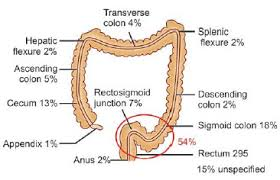 Transverse
colon 4%
Hepatic
flexure 2%
Splenic
flexure 2%
Ascending
colon 5%
Rectosigmoid
junction 7%
Descending
colon 2%
Cecum 13%
Sigmoid colon 18%
54%
Appendix 1%
Anus 2%
Rectum 295
15% unspecified